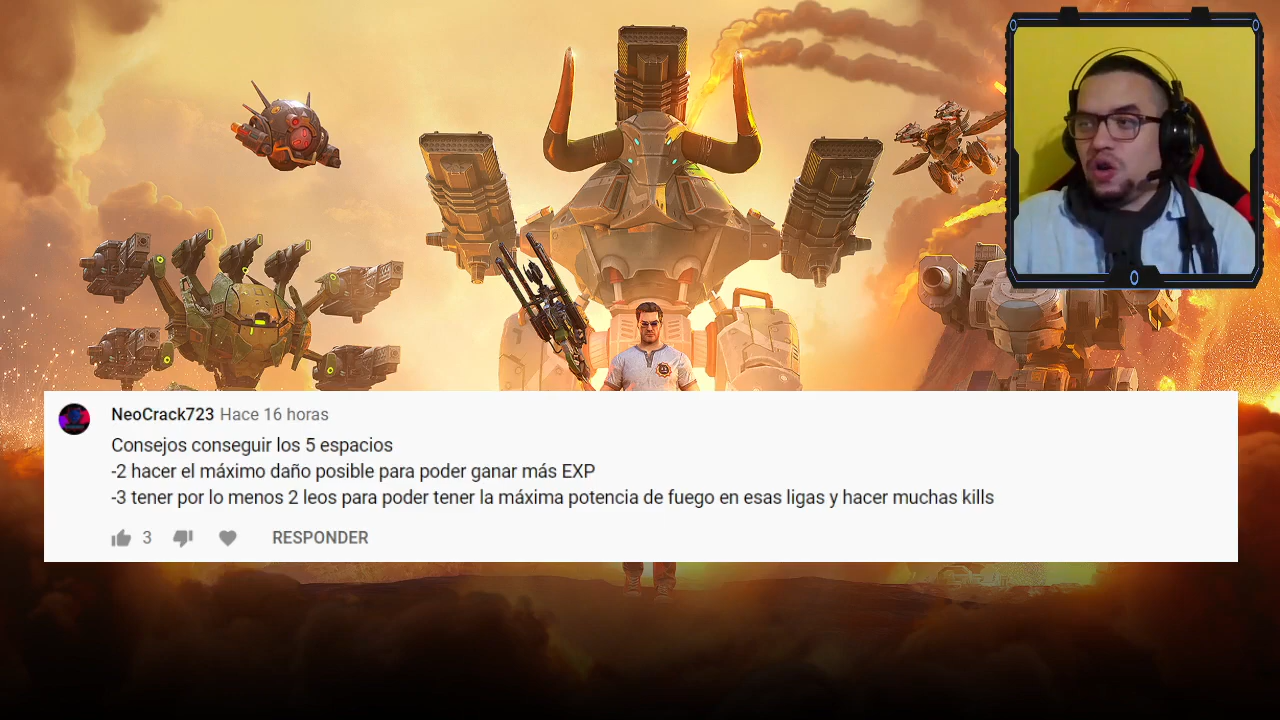 NeoCrack723 Hace 16 horas
Consejos conseguir los 5 espacios
-2 hacer el máximo daño posible para poder ganar más EXP
-3 tener por lo menos 2 leos para poder tener la máxima potencia de fuego en esas ligas y hacer muchas kills
3 RESPONDER